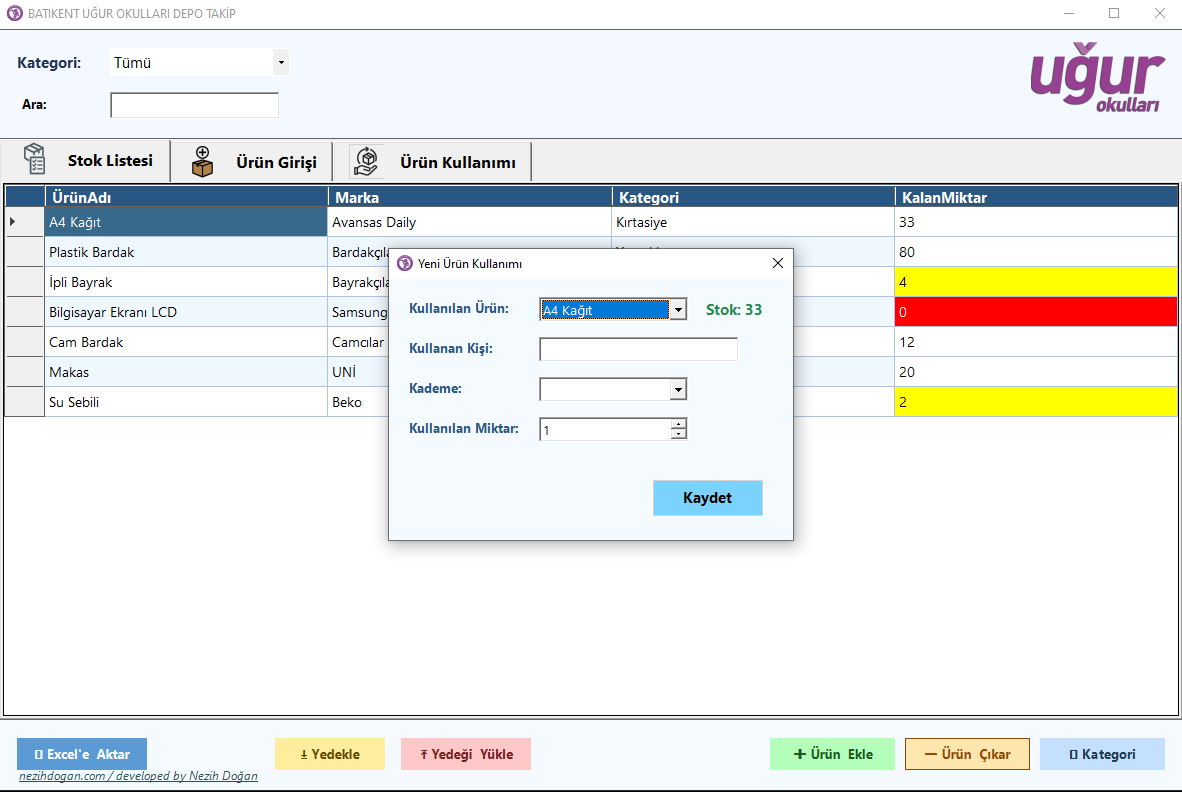 BATIKENT UĞUR OKULLARI DEPO TAKİP
Kategori: Tümü
Ara:
uğur
okulları
Stok Listesi Ürün Girişi Ürün Kullanımı
ÜrünAdı Marka Kategori KalanMiktar
A4 Kağıt Avansas Daily Kırtasiye 33
Plastik Bardak Bardakçıla 80
İpli Bayrak Bayrakçıla 4
Bilgisayar Ekranı LCD Samsung 0
Cam Bardak Camcılar 12
Makas UNİ 20
Su Sebili Beko 2
Yeni Ürün Kullanımı
Kullanılan Ürün: A4 Kağıt Stok: 33
Kullanan Kişi:
Kademe:
Kullanılan Miktar: 1
Kaydet
Excel'e Aktar Yedekle Yedeği Yükle Ürün Ekle Ürün Çıkar Kategori
nezihdogan.com / developed by Nezih Doğan